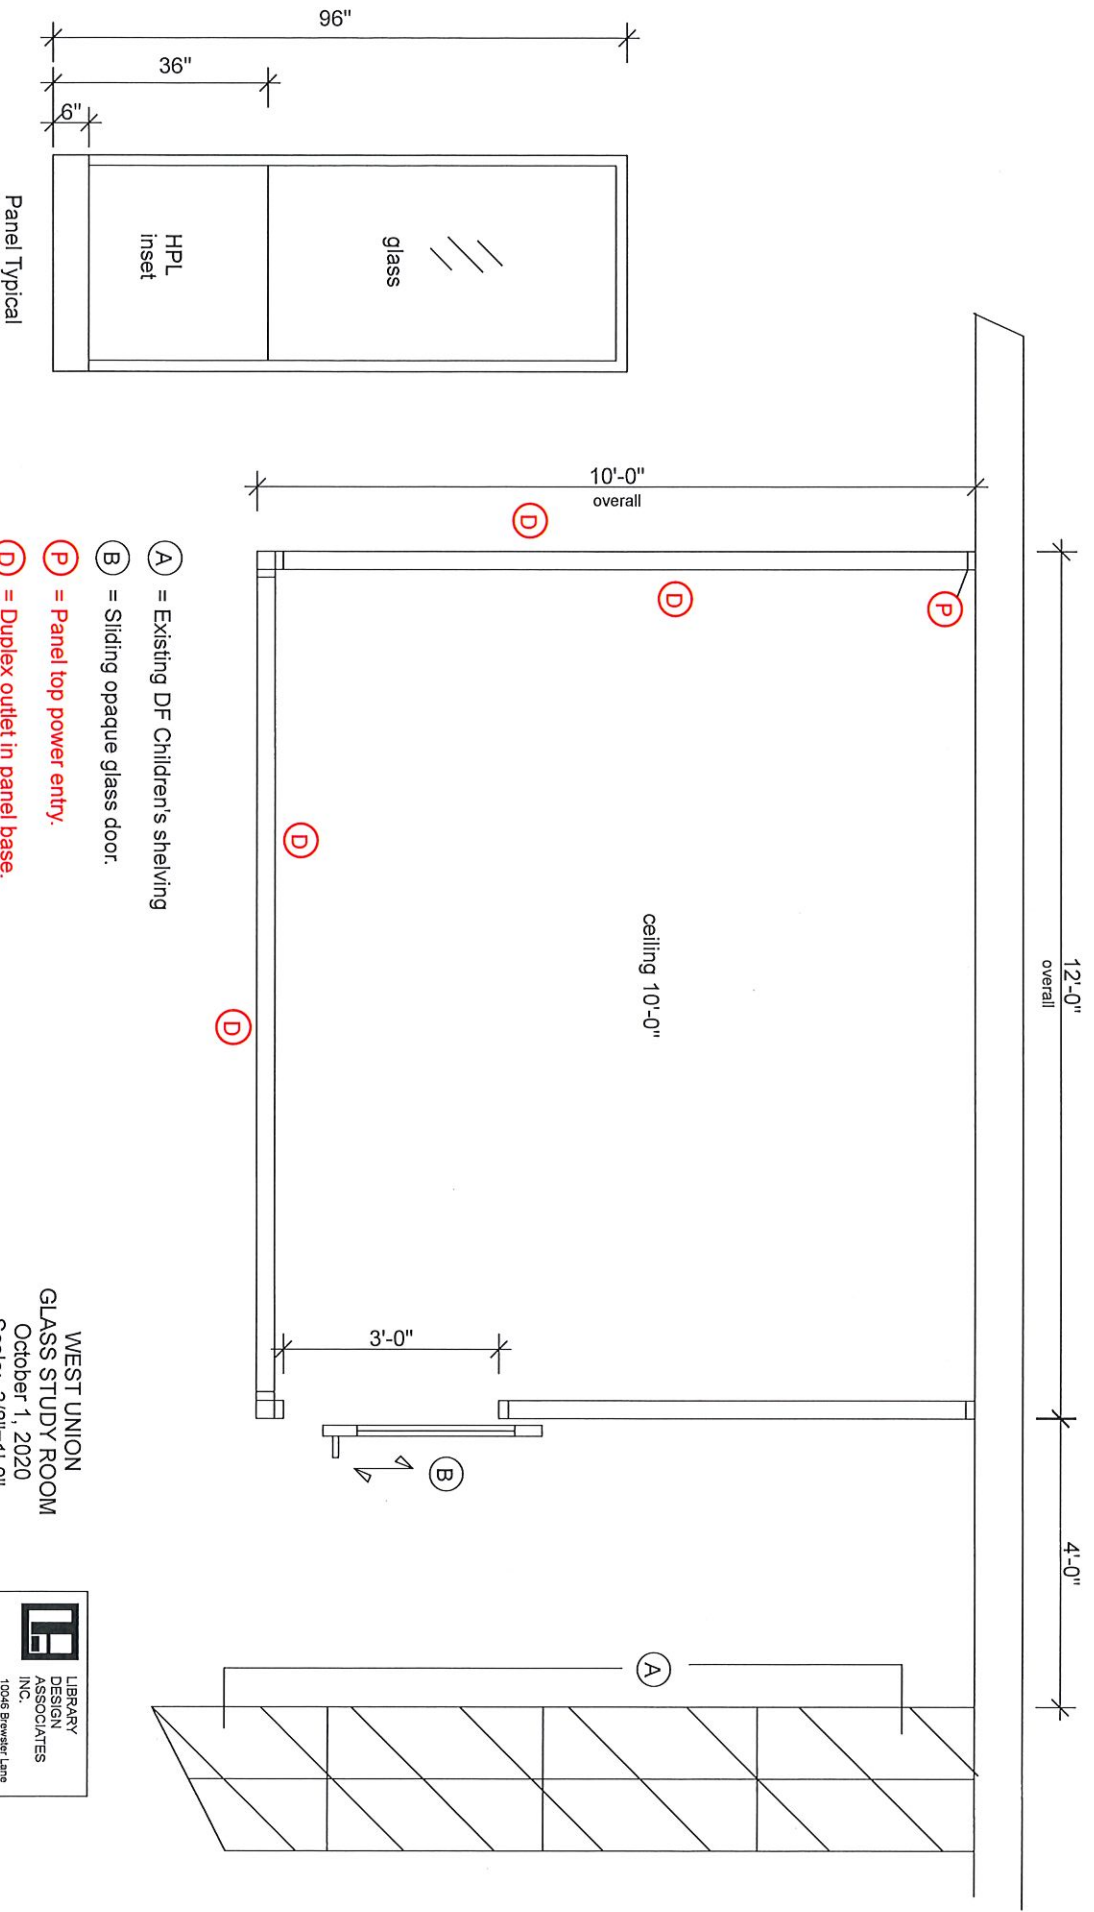 12'-0"
overall
4'-0"
10'-0"
overall
P
D
D
ceiling 10'-0"
D
D
3'-0"
B
A
96"
36"
6"
glass
HPL
inset
Panel Typical
A = Existing DF Children's shelving
B = Sliding opaque glass door.
P = Panel top power entry.
D = Duplex outlet in panel base.
WEST UNION
GLASS STUDY ROOM
October 1, 2020
LIBRARY
DESIGN
ASSOCIATES
INC.
10046 Brewster Lane